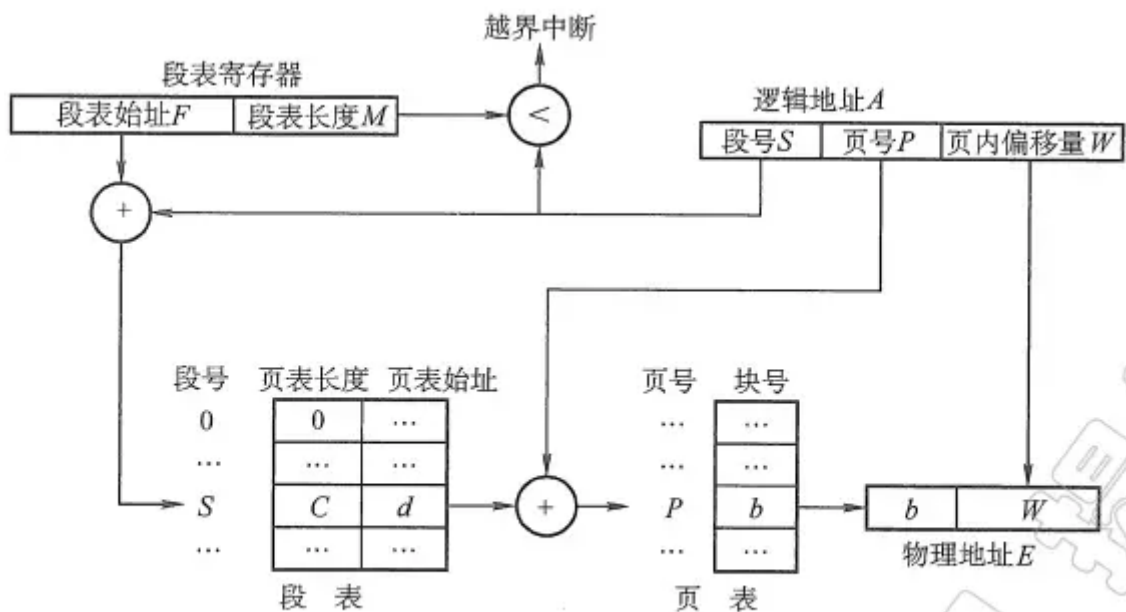 越界中断
段表寄存器
段表始址F 段表长度M
<
逻辑地址A
段号S 页号P 页内偏移量W
+
段号 页表长度 页表始址
0 0 …
… … …
S C d
… … …
段 表
+
页号 块号
… …
… …
P b
… …
页 表
b W
物理地址E